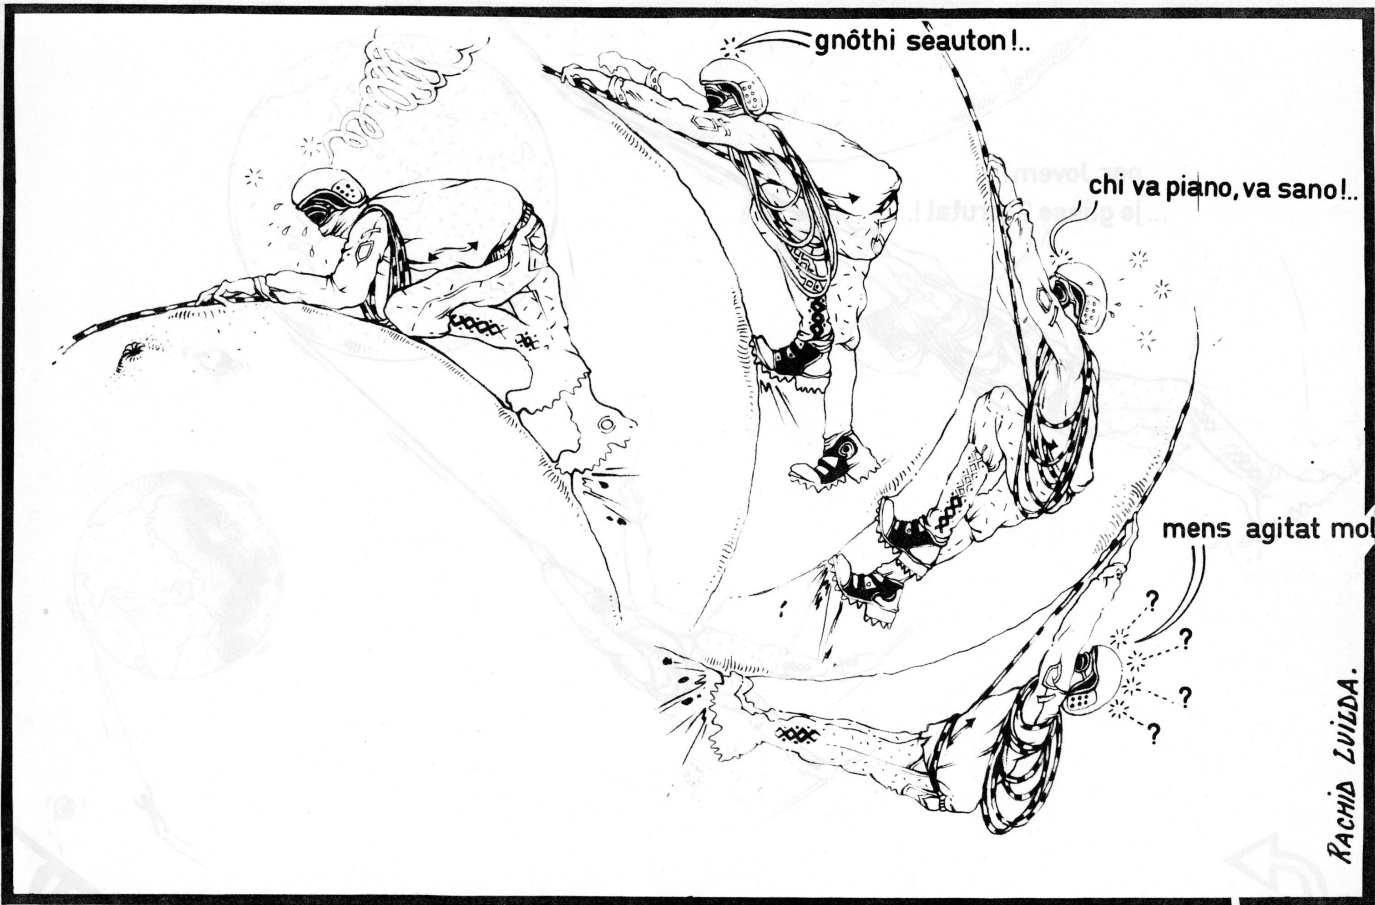 gnôthi seauton!..
chi va piano, va sano!..
mens agitat mol
?
?
?
?
RACHID LUILDA.